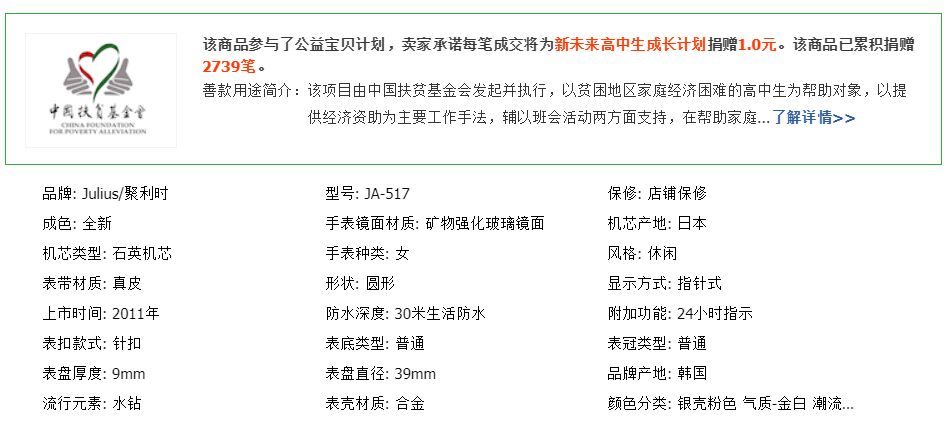 该商品参与了公益宝贝计划，卖家承诺每笔成交将为新未来高中生成长计划捐赠1.0元。该商品已累积捐赠
2739笔。
善款用途简介：该项目由中国扶贫基金会发起并执行，以贫困地区家庭经济困难的高中生为帮助对象，以提
供经济资助为主要工作手法，辅以班会活动两方面支持，在帮助家庭...了解详情>>
中国扶贫基金會
CHINA FOUNDATION
FOR POVERTY ALLEVIATION
品牌: Julius/聚利时 型号: JA-517 保修: 店铺保修
成色: 全新 手表镜面材质: 矿物强化玻璃镜面 机芯产地: 日本
机芯类型: 石英机芯 手表种类: 女 风格: 休闲
表带材质: 真皮 形状: 圆形 显示方式: 指针式
上市时间: 2011年 防水深度: 30米生活防水 附加功能: 24小时指示
表扣款式: 针扣 表底类型: 普通 表冠类型: 普通
表盘厚度: 9mm 表盘直径: 39mm 品牌产地: 韩国
流行元素: 水钻 表壳材质: 合金 颜色分类: 银壳粉色 气质-金白 潮流...